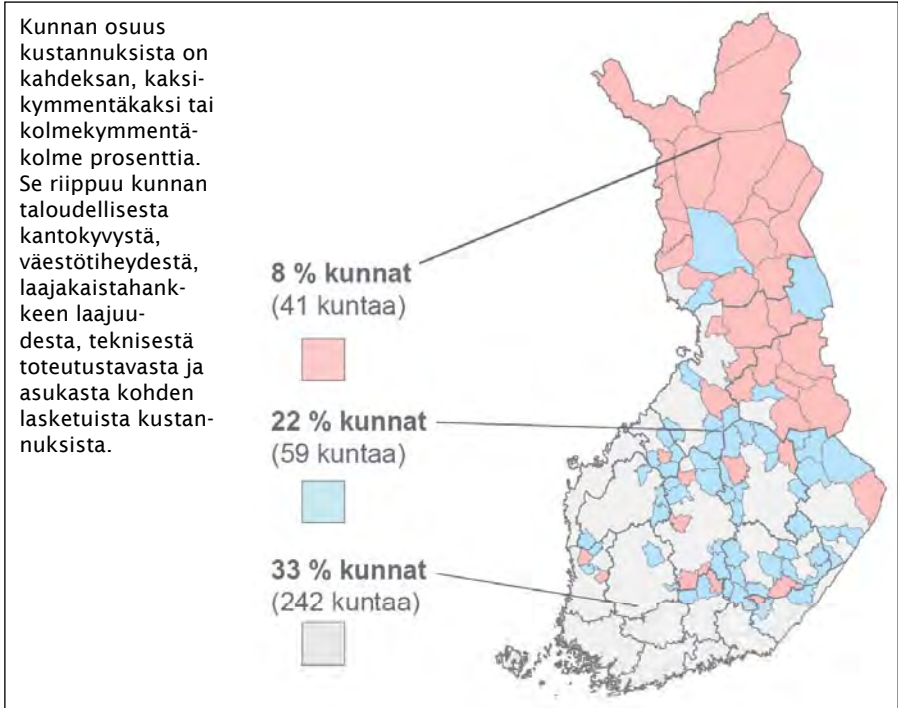 Kunnan osuus
kustannuksista on
kahdeksan, kaksi-
kymmentäkaksi tai
kolmekymmentä-
kolme prosenttia.
Se riippuu kunnan
taloudellisesta
kantokyvystä,
väestötiheydestä,
laajakaistahank-
keen laajuu-
desta, teknisestä
toteutustavasta ja
asukasta kohden
lasketuista kustan-
nuksista.
8 % kunnat
(41 kuntaa)
22 % kunnat
(59 kuntaa)
33 % kunnat
(242 kuntaa)